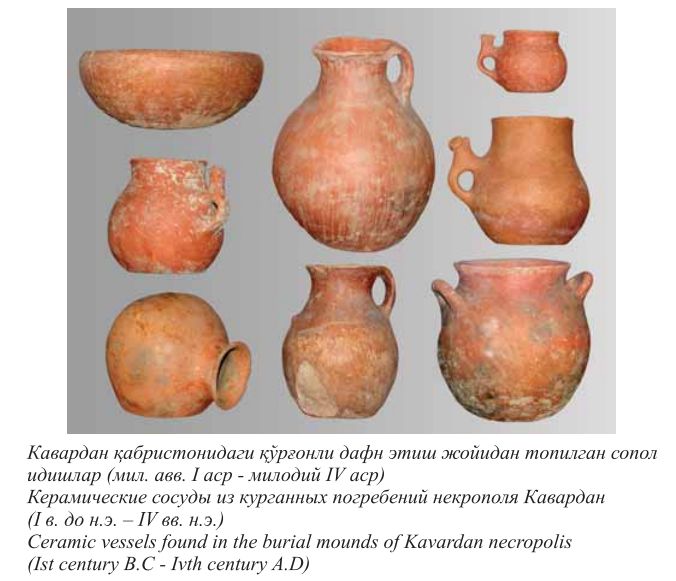 Кавардан қабристонидаги қўрғонли дафн этиш жойидан топилган сопол
идишлар (мил. авв. I аср - милодий IV аср)
Керамические сосуды из курганных погребений некрополя Кавардан
(I в. до н.э. – IV вв. н.э.)
Ceramic vessels found in the burial mounds of Kavardan necropolis
(Ist century B.C - Ivth century A.D)